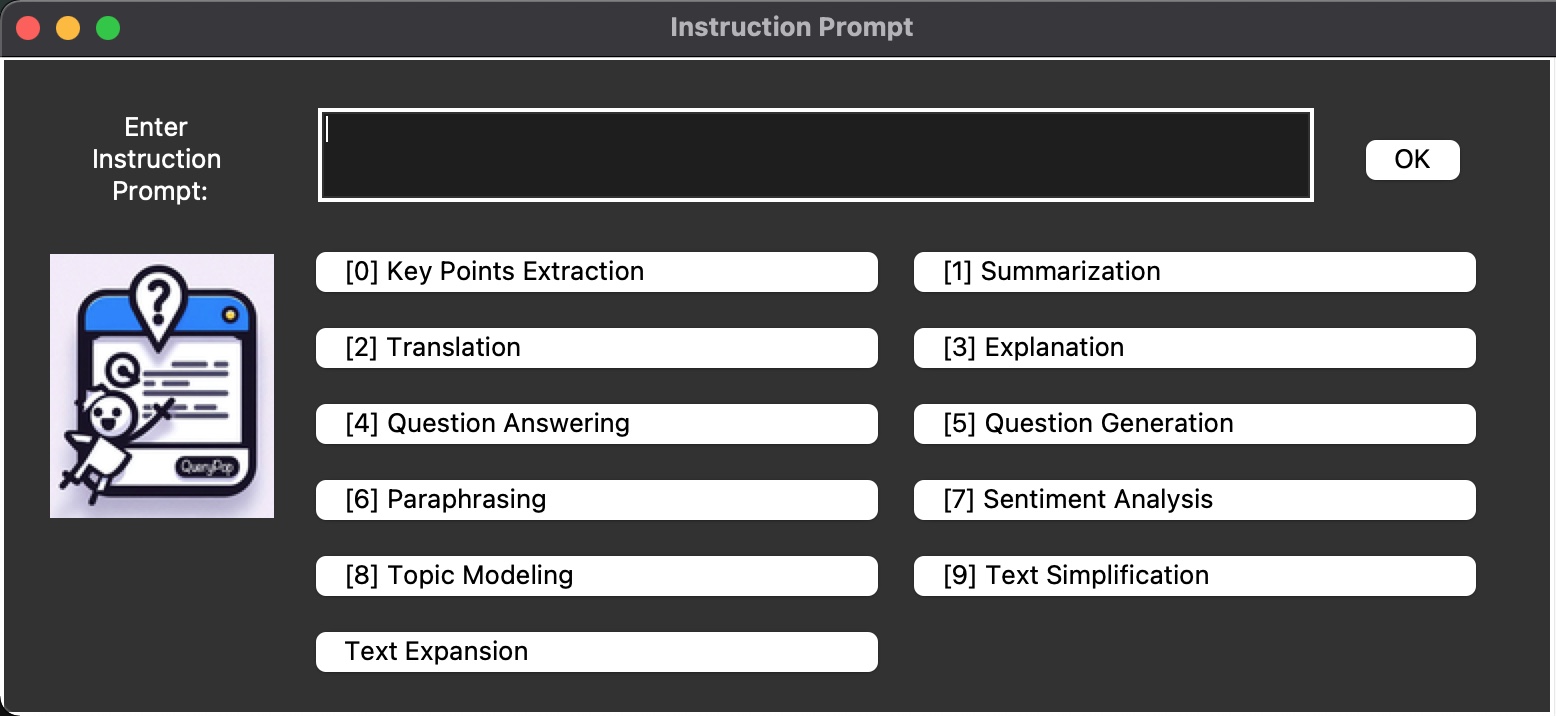 Instruction Prompt
Enter
Instruction
Prompt:
OK
[0] Key Points Extraction
[1] Summarization
[2] Translation
[3] Explanation
[4] Question Answering
[5] Question Generation
[6] Paraphrasing
[7] Sentiment Analysis
[8] Topic Modeling
[9] Text Simplification
Text Expansion
?
Q
QueryPop